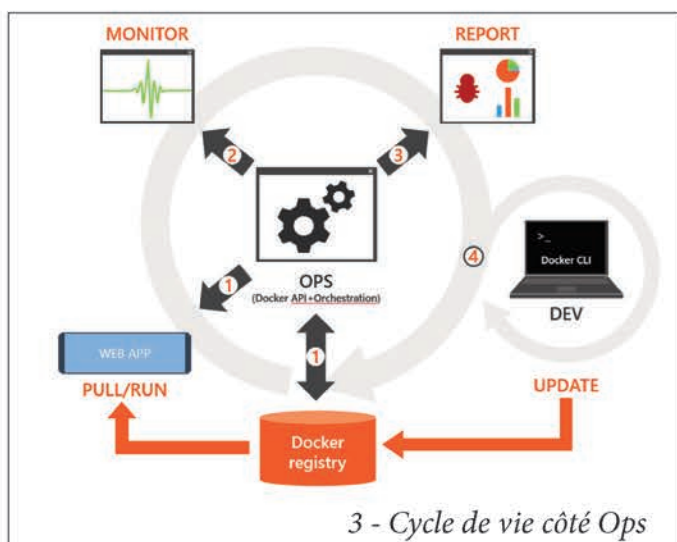 MONITOR
REPORT
2
3
>_
Docker CLI
4
1
OPS
(Docker API+Orchestration)
DEV
1
WEB APP
PULL/RUN
UPDATE
Docker
registry
3 - Cycle de vie côté Ops